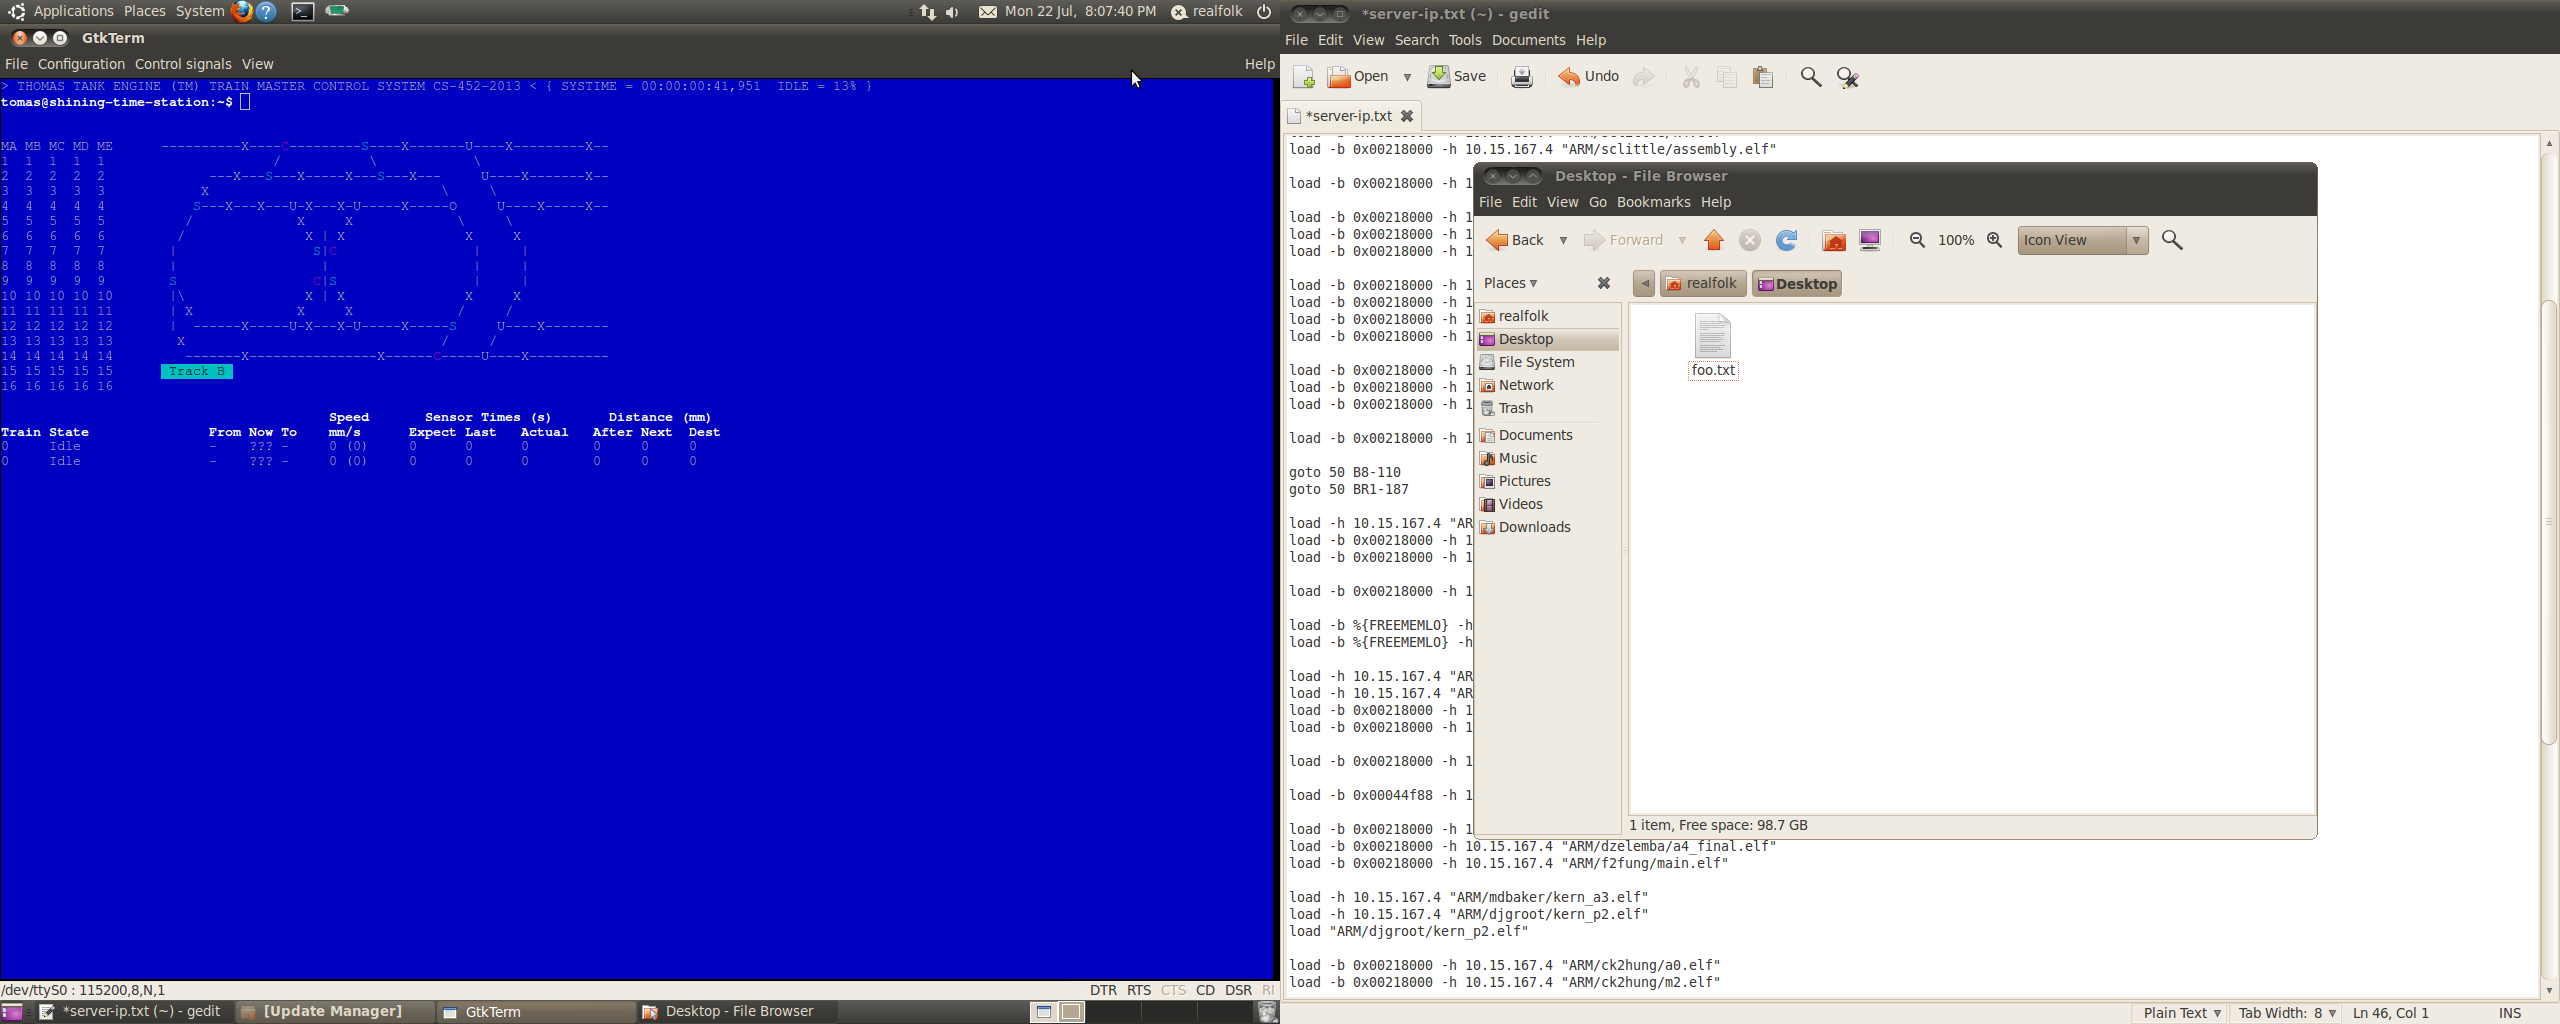 Applications Places System Mon 22 Jul, 8:07:40 PM realfolk
GtkTerm
File Configuration Control signals View Help
> THOMAS TANK ENGINE (TM) TRAIN MASTER CONTROL SYSTEM CS-452-2013 < { SYSTIME = 00:00:00:41,951 IDLE = 13% }
tomas@shining-time-station:~$
MA MB MC MD ME ----------X----C---------S----X-------U----X---------X--
1 1 1 1 1 / \ \
2 2 2 2 2 ---X---S---X-----X---S---X--- U----X-------X--
3 3 3 3 3 X \ \
4 4 4 4 4 S---X---X---U-X---X-U-----X-----O U----X-----X--
5 5 5 5 5 / X X \ \
6 6 6 6 6 / X | X X X
7 7 7 7 7 | S|C | |
8 8 8 8 8 | | | |
9 9 9 9 9 S C|S | |
10 10 10 10 10 |\ X | X X X
11 11 11 11 11 | X X X / /
12 12 12 12 12 | ------X-----U-X---X-U-----X-----S U----X--------
13 13 13 13 13 X / /
14 14 14 14 14 -------X----------------X------C-----U----X----------
15 15 15 15 15 Track B
16 16 16 16 16
Speed Sensor Times (s) Distance (mm)
Train State From Now To mm/s Expect Last Actual After Next Dest
0 Idle - ??? - 0 (0) 0 0 0 0 0 0
0 Idle - ??? - 0 (0) 0 0 0 0 0 0
/dev/ttyS0 : 115200,8,N,1 DTR RTS CTS CD DSR RI
*server-ip.txt (~) - gedit [Update Manager] GtkTerm Desktop - File Browser
*server-ip.txt (~) - gedit
File Edit View Search Tools Documents Help
Open Save Undo
*server-ip.txt
load -b 0x00218000 -h 10.15.167.4 "ARM/sclittle/assembly.elf"
load -b 0x00218000 -h 1
load -b 0x00218000 -h 1
load -b 0x00218000 -h 1
load -b 0x00218000 -h 1
load -b 0x00218000 -h 1
load -b 0x00218000 -h 1
load -b 0x00218000 -h 1
load -b 0x00218000 -h 1
load -b 0x00218000 -h 1
load -b 0x00218000 -h 1
load -b 0x00218000 -h 1
load -b 0x00218000 -h 1
goto 50 B8-110
goto 50 BR1-187
load -h 10.15.167.4 "AR
load -b 0x00218000 -h 1
load -b 0x00218000 -h 1
load -b 0x00218000 -h 1
load -b %{FREEMEMLO} -h
load -b %{FREEMEMLO} -h
load -h 10.15.167.4 "AR
load -h 10.15.167.4 "AR
load -b 0x00218000 -h 1
load -b 0x00218000 -h 1
load -b 0x00218000 -h 1
load -b 0x00044f88 -h 1
load -b 0x00218000 -h 1
load -b 0x00218000 -h 10.15.167.4 "ARM/dzelemba/a4_final.elf"
load -b 0x00218000 -h 10.15.167.4 "ARM/f2fung/main.elf"
load -h 10.15.167.4 "ARM/mdbaker/kern_a3.elf"
load -h 10.15.167.4 "ARM/djgroot/kern_p2.elf"
load "ARM/djgroot/kern_p2.elf"
load -b 0x00218000 -h 10.15.167.4 "ARM/ck2hung/a0.elf"
load -b 0x00218000 -h 10.15.167.4 "ARM/ck2hung/m2.elf"
Plain Text Tab Width: 8 Ln 46, Col 1 INS
Desktop - File Browser
File Edit View Go Bookmarks Help
Back Forward 100% Icon View
Places realfolk Desktop
realfolk
Desktop
File System
Network
Trash
Documents
Music
Pictures
Videos
Downloads
foo.txt
1 item, Free space: 98.7 GB